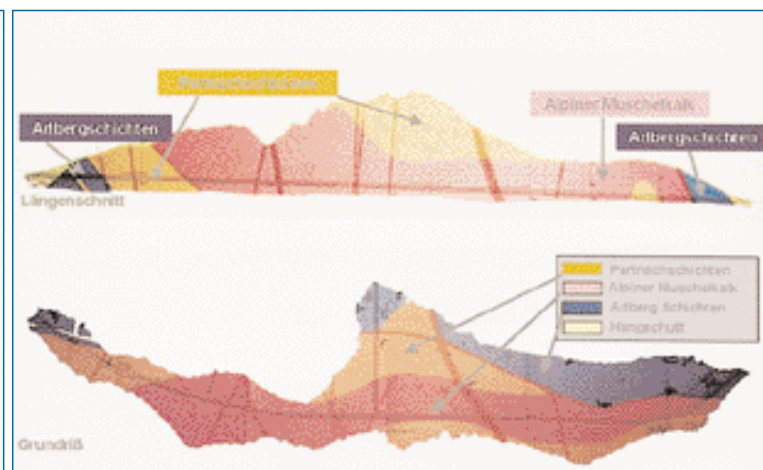 Partnachschichten
Alpiner Muschelkalk
Arlbergschichten
Arlbergschichten
Längenschnitt
Partnachschichten
Alpiner Muschelkalk
Arlberg Schichten
Hangschutt
Grundriß